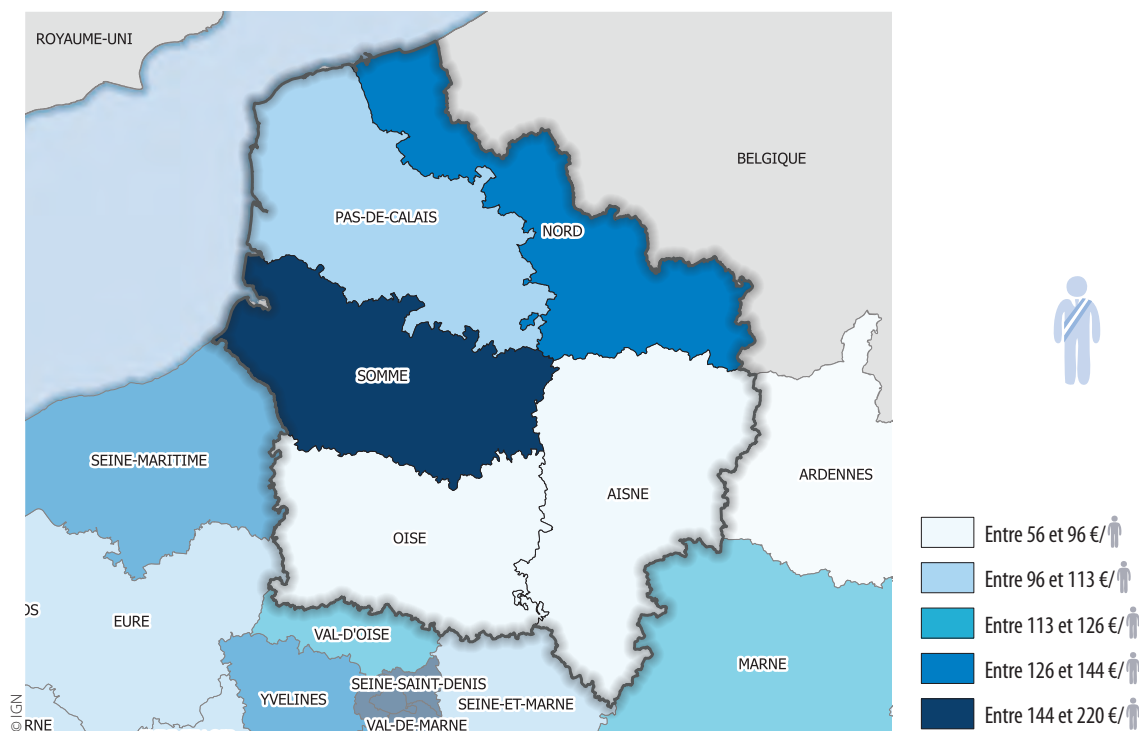 ROYAUME-UNI
BELGIQUE
PAS-DE-CALAIS
NORD
SOMME
SEINE-MARITIME
ARDENNES
AISNE
OISE
EURE
OS
VAL-D'OISE
MARNE
SEINE-SAINT-DENIS
YVELINES
SEINE-ET-MARNE
VAL-DE-MARNE
RNE
© IGN
Entre 56 et 96 €/
Entre 96 et 113 €/
Entre 113 et 126 €/
Entre 126 et 144 €/
Entre 144 et 220 €/